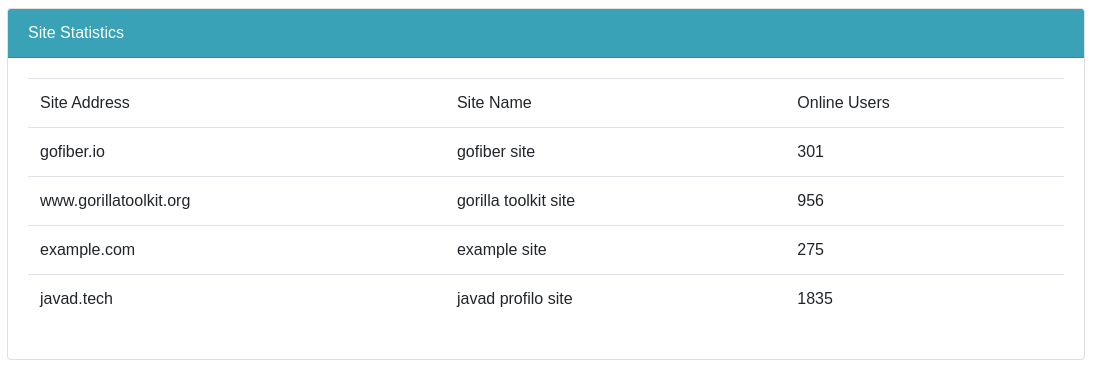 Site Statistics
Site Address Site Name Online Users
gofiber.io gofiber site 301
www.gorillatoolkit.org gorilla toolkit site 956
example.com example site 275
javad.tech javad profilo site 1835